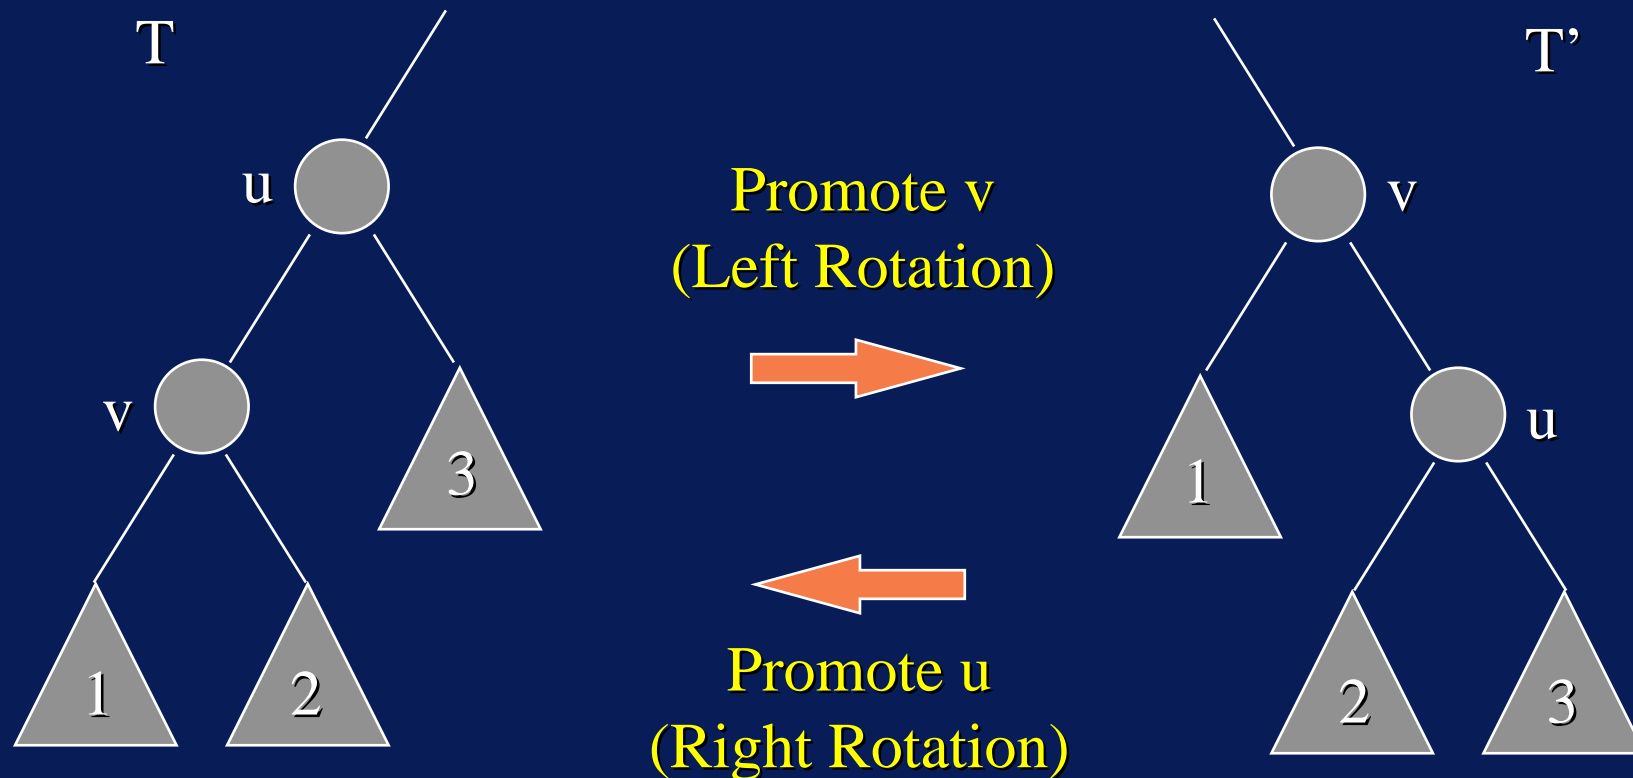 T
T’
u
v
Promote v
(Left Rotation)
v
u
3
1
1
2
Promote u
(Right Rotation)
2
3